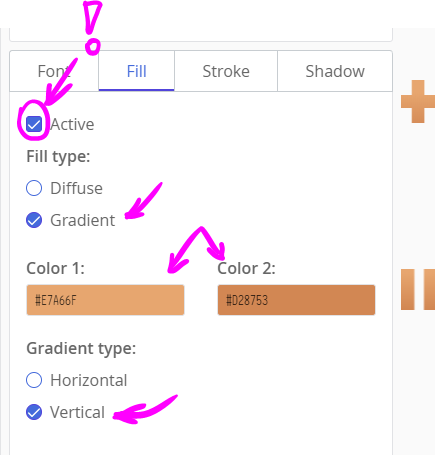 !
Font Fill Stroke Shadow
Active
Fill type:
Diffuse
Gradient
Color 1: Color 2:
#E7A66F #D28753
Gradient type:
Horizontal
Vertical